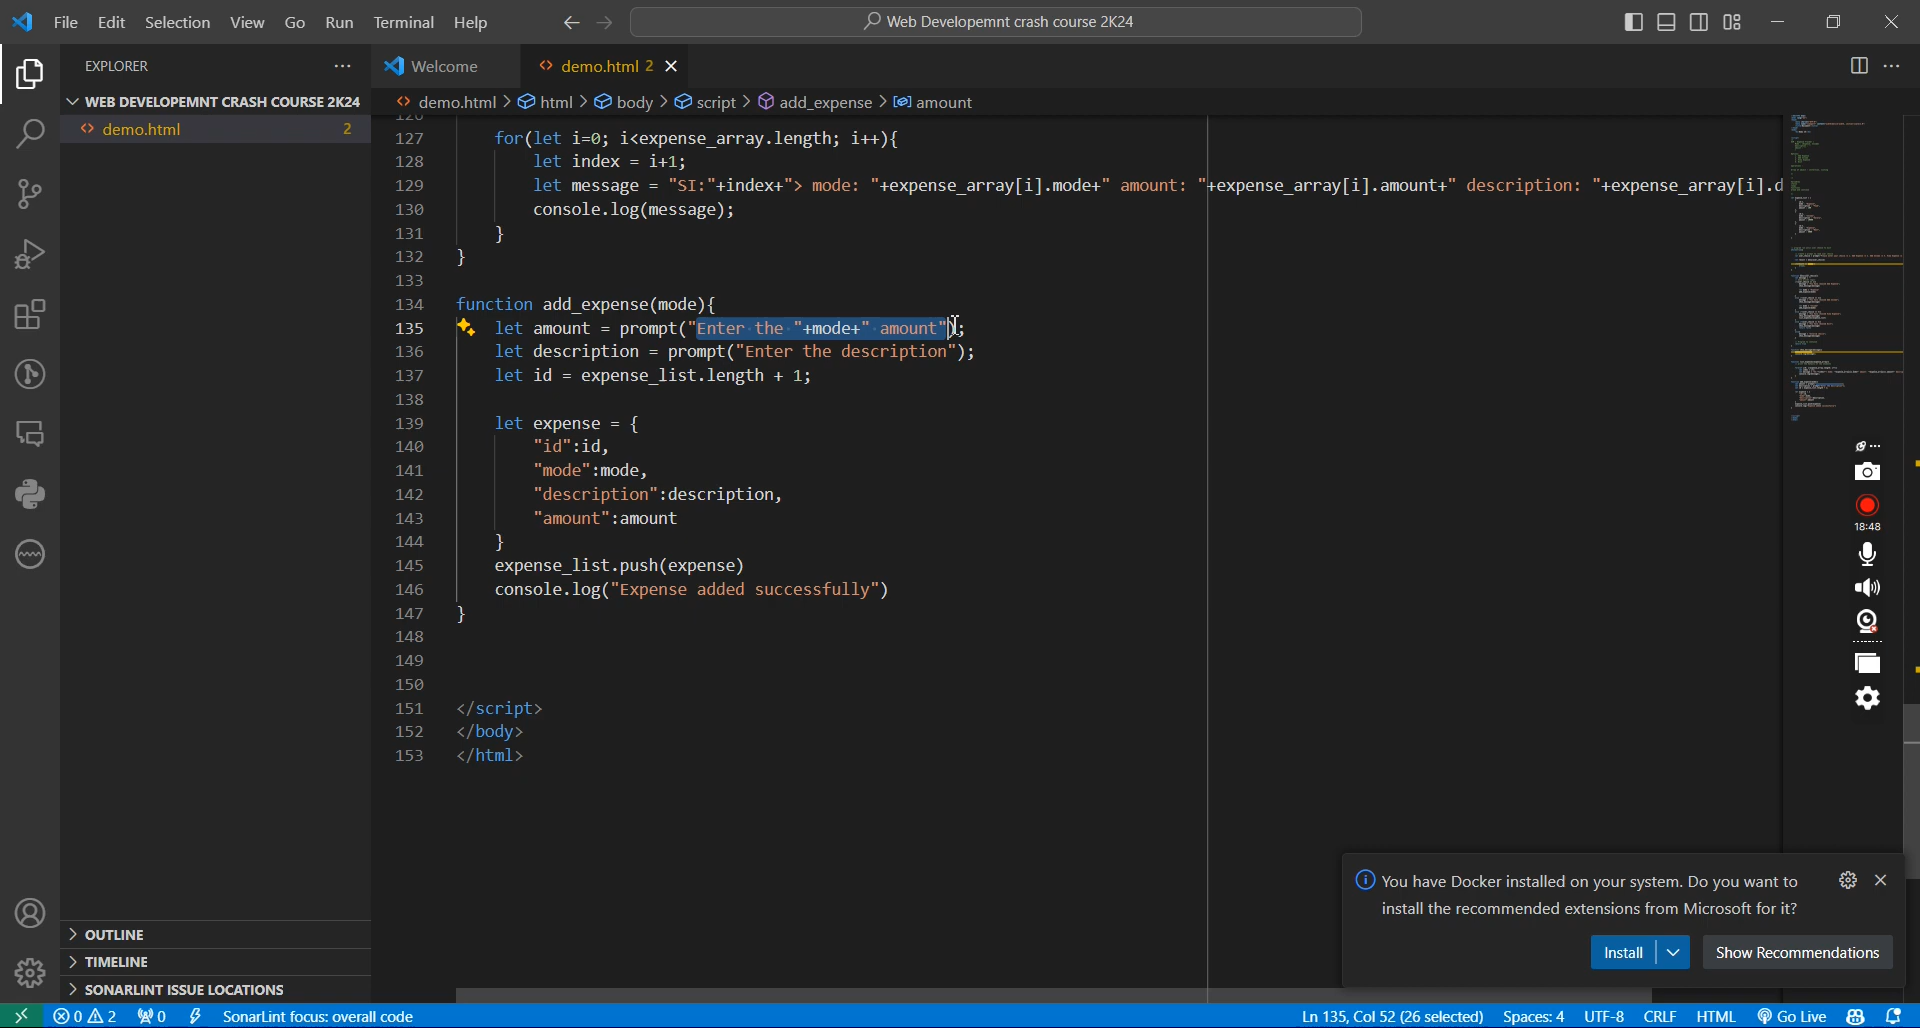 File Edit Selection View Go Run Terminal Help
Web Developemnt crash course 2K24
EXPLORER
WEB DEVELOPEMNT CRASH COURSE 2K24
demo.html 2
Welcome
demo.html 2
demo.html > html > body > script > add_expense > amount
127 for(let i=0; i<expense_array.length; i++){
128 let index = i+1;
129 let message = "SI:"+index+"> mode: "+expense_array[i].mode+" amount: "+expense_array[i].amount+" description: "+expense_array[i].d
130 console.log(message);
131 }
132 }
133
134 function add_expense(mode){
135 let amount = prompt("Enter the "+mode+" amount");
136 let description = prompt("Enter the description");
137 let id = expense_list.length + 1;
138
139 let expense = {
140 "id":id,
141 "mode":mode,
142 "description":description,
143 "amount":amount
144 }
145 expense_list.push(expense)
146 console.log("Expense added successfully")
147 }
148
149
150
151 </script>
152 </body>
153 </html>
18:48
You have Docker installed on your system. Do you want to
install the recommended extensions from Microsoft for it?
Install
Show Recommendations
OUTLINE
TIMELINE
SONARLINT ISSUE LOCATIONS
0 2 0 SonarLint focus: overall code
Ln 135, Col 52 (26 selected) Spaces: 4 UTF-8 CRLF HTML Go Live